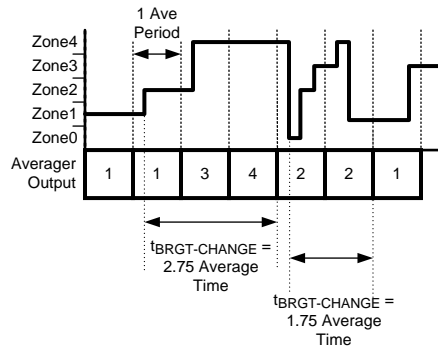 1 Ave
Period
Zone4
Zone3
Zone2
Zone1
Zone0
Averager
Output
1 1 3 4 2 2 1
tBRGT-CHANGE =
2.75 Average
Time
tBRGT-CHANGE =
1.75 Average
Time